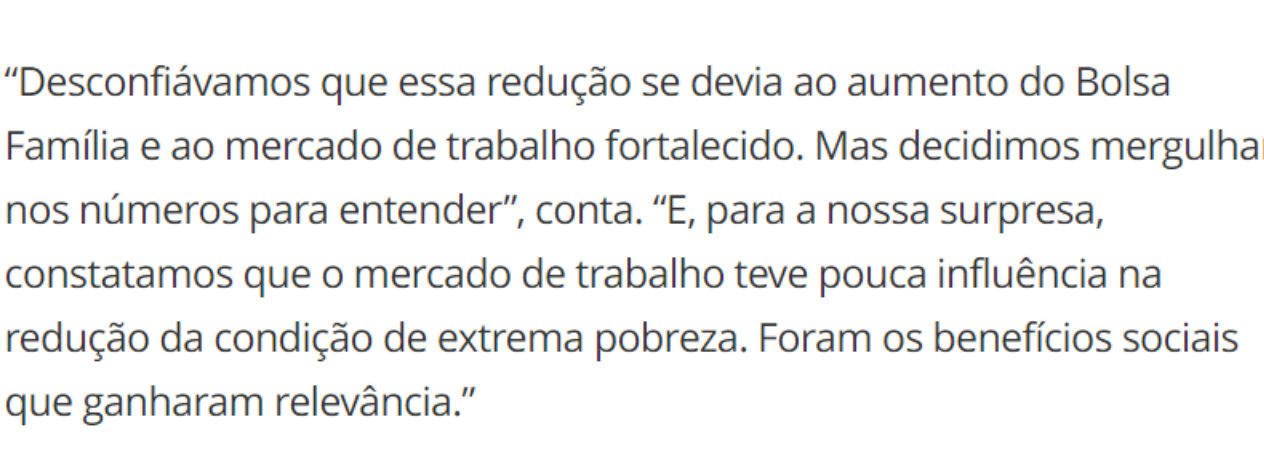 “Desconfiávamos que essa redução se devia ao aumento do Bolsa
Família e ao mercado de trabalho fortalecido. Mas decidimos mergulhar
nos números para entender”, conta. “E, para a nossa surpresa,
constatamos que o mercado de trabalho teve pouca influência na
redução da condição de extrema pobreza. Foram os benefícios sociais
que ganharam relevância.”